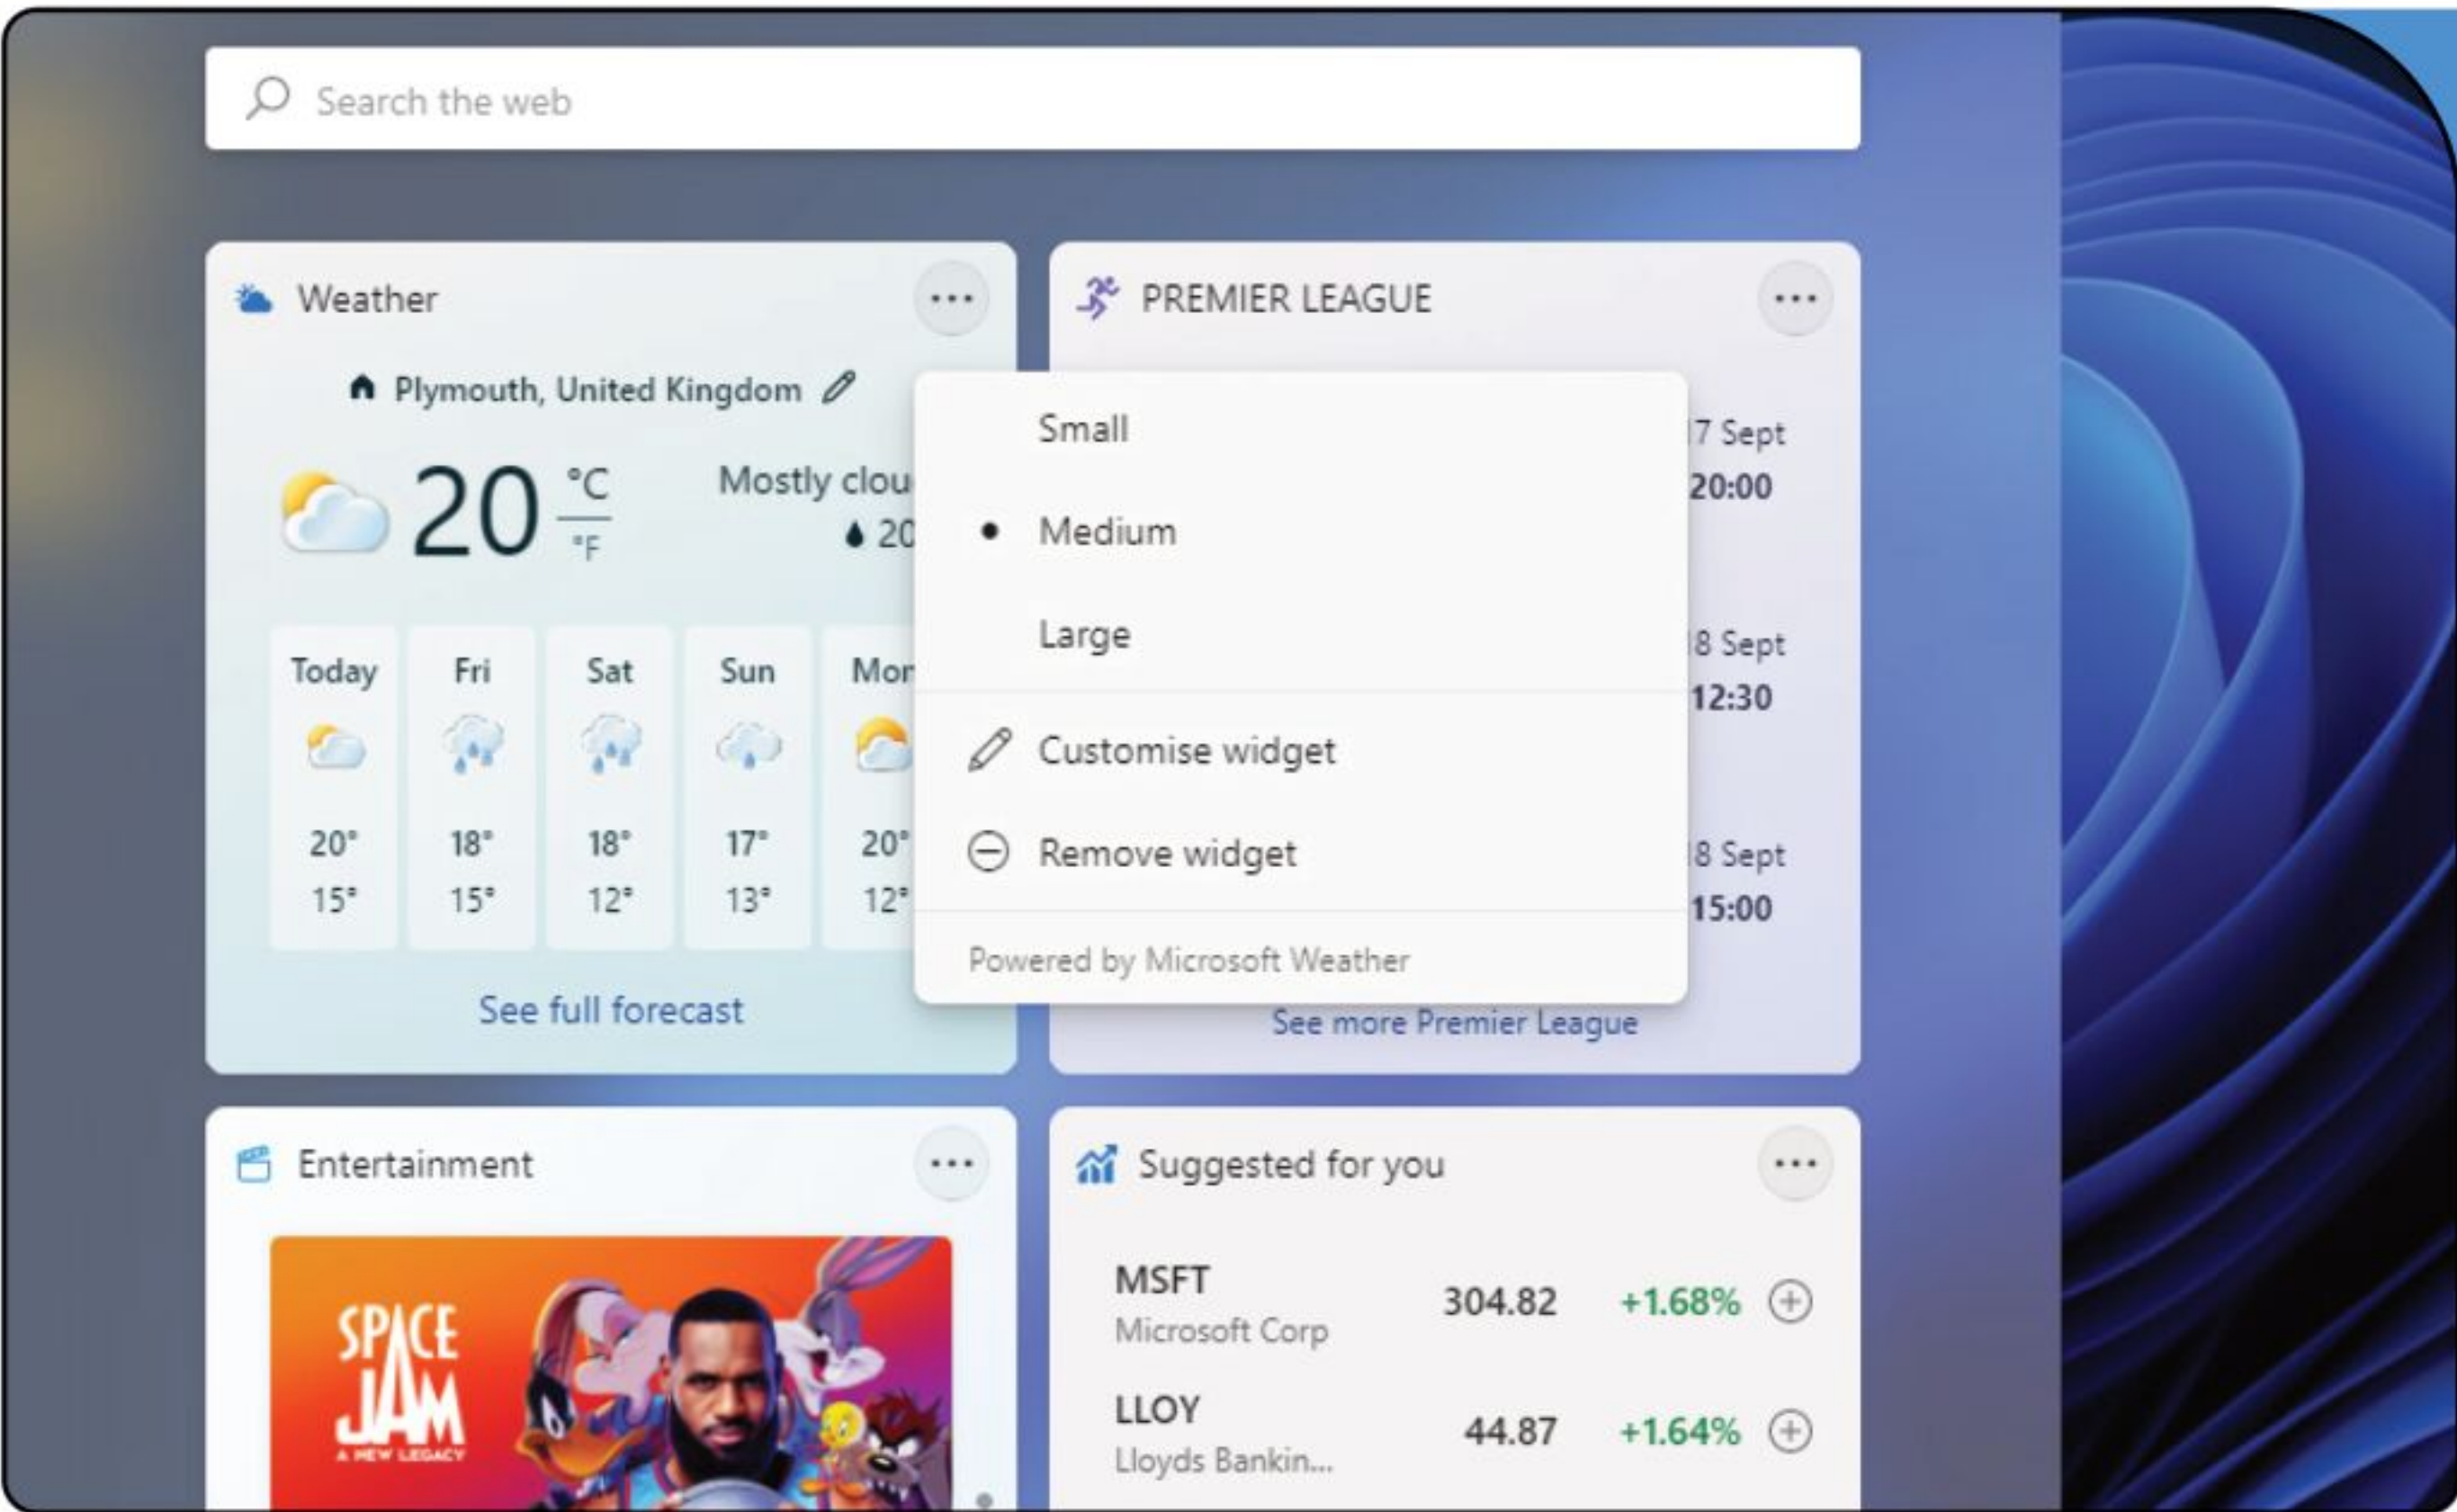 Search the web
Weather
Plymouth, United Kingdom
20 °C
°F
Mostly clou
20
Today Fri Sat Sun Mon
20° 18° 18° 17° 20°
15° 15° 12° 13° 12°
See full forecast
Small
Medium
Large
Customise widget
Remove widget
Powered by Microsoft Weather
PREMIER LEAGUE
17 Sept
20:00
18 Sept
12:30
18 Sept
15:00
See more Premier League
Entertainment
SPACE
JAM
A NEW LEGACY
Suggested for you
MSFT
Microsoft Corp
304.82 +1.68%
LLOY
Lloyds Bankin...
44.87 +1.64%